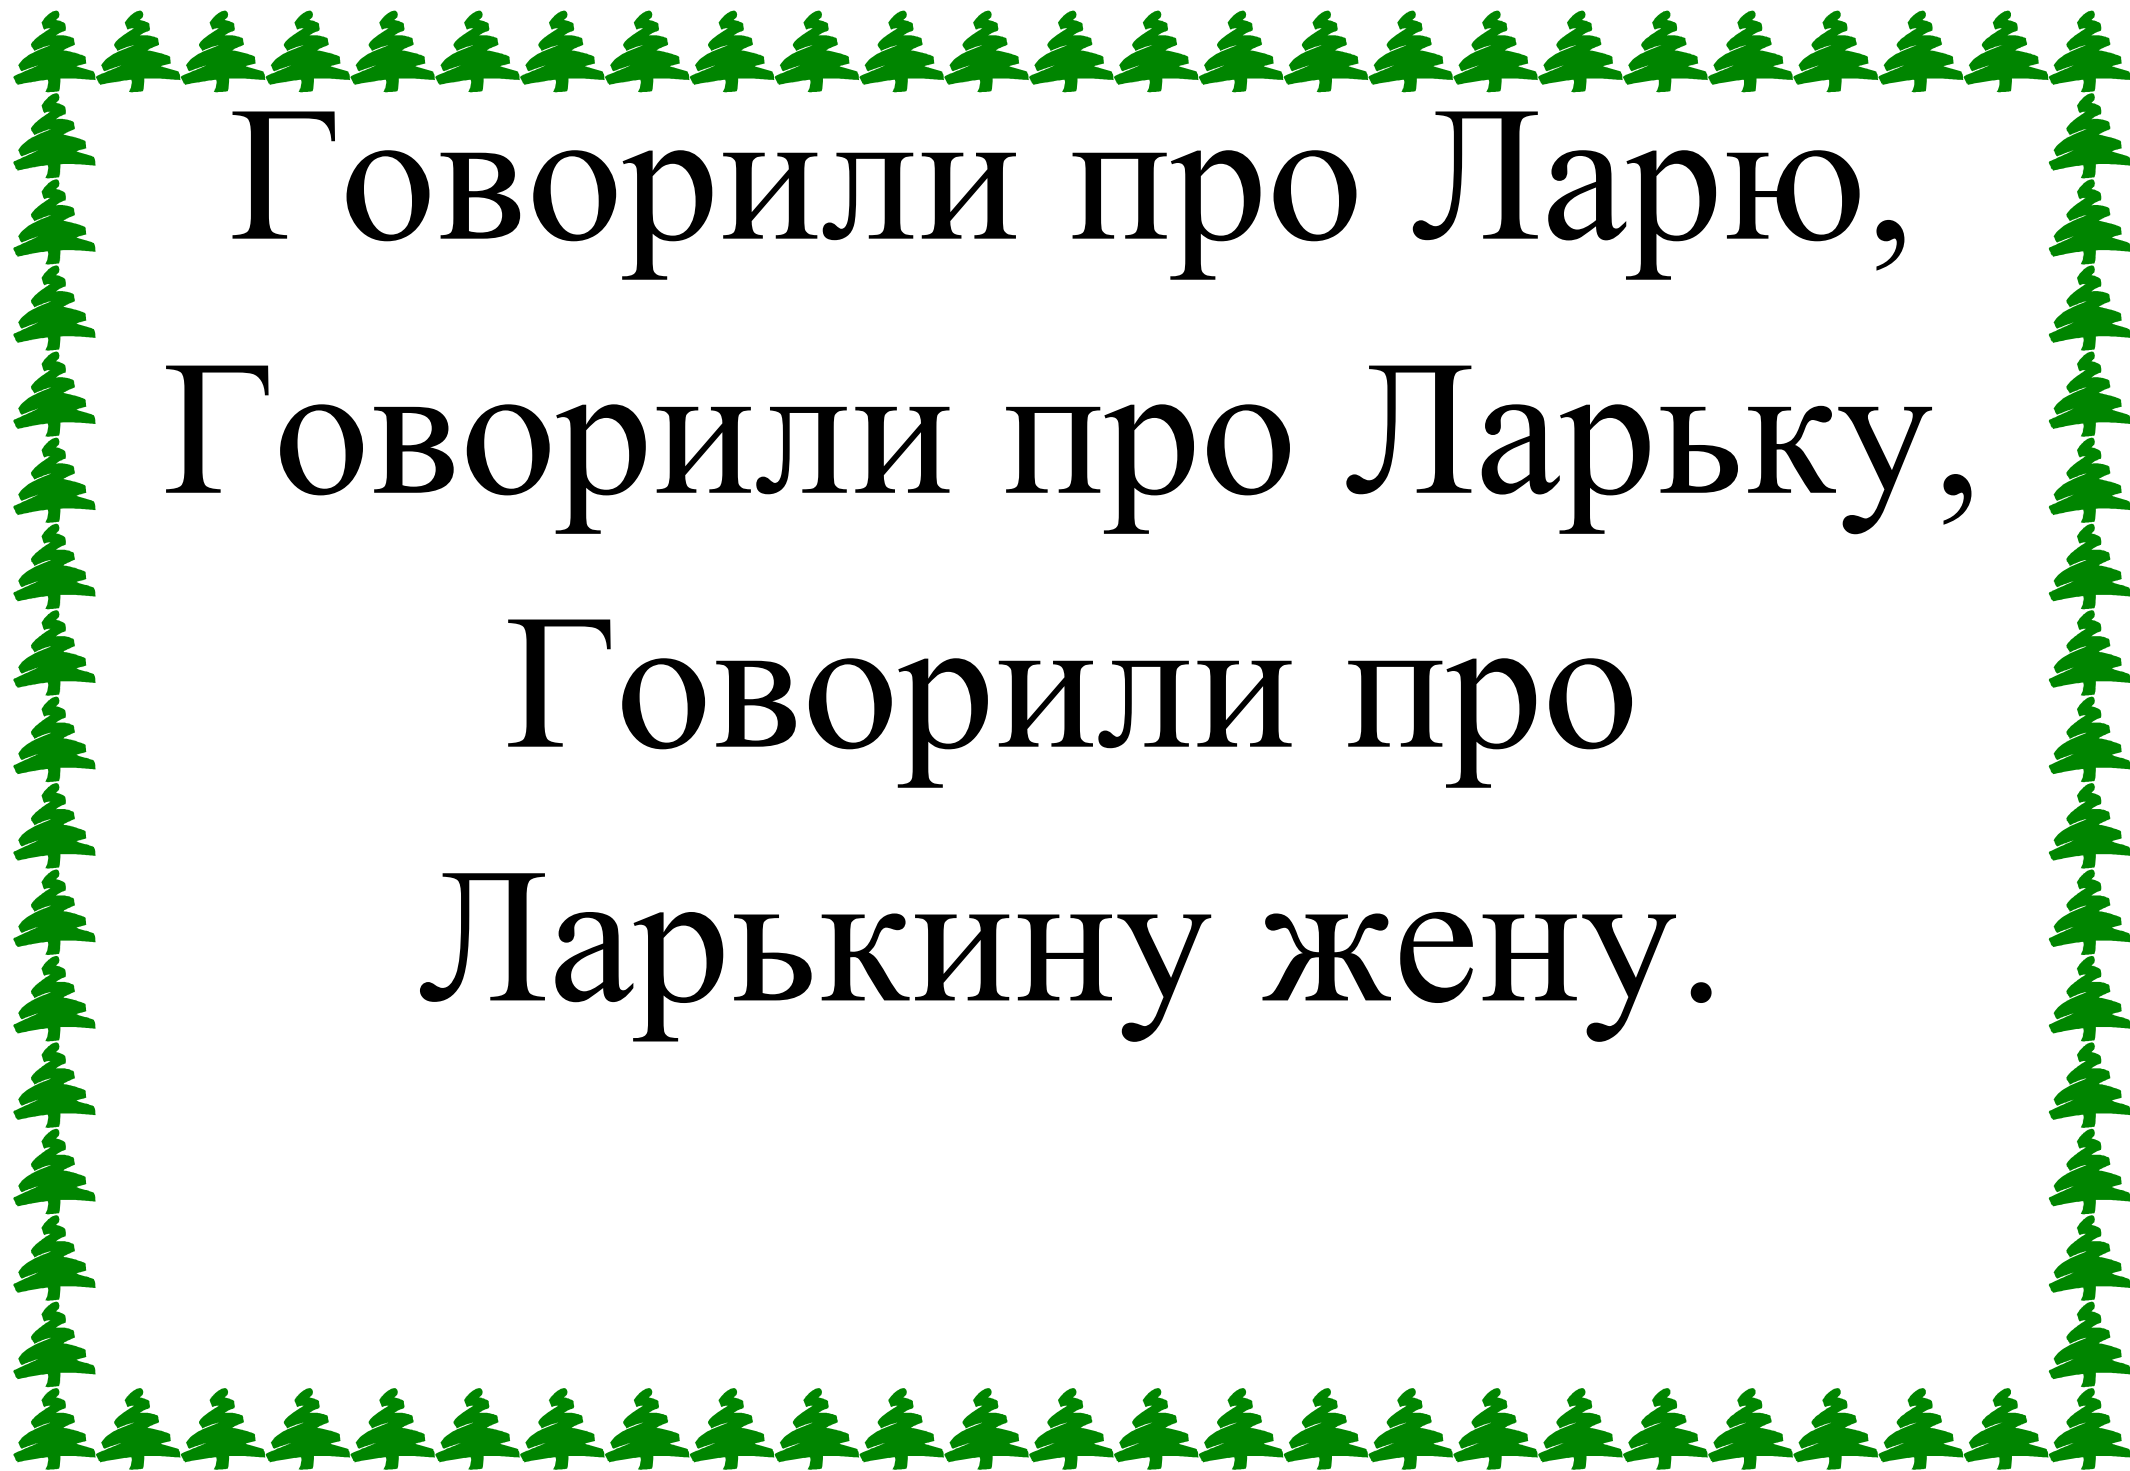 Говорили про Ларю,
Говорили про Ларьку,
Говорили про
Ларькину жену.